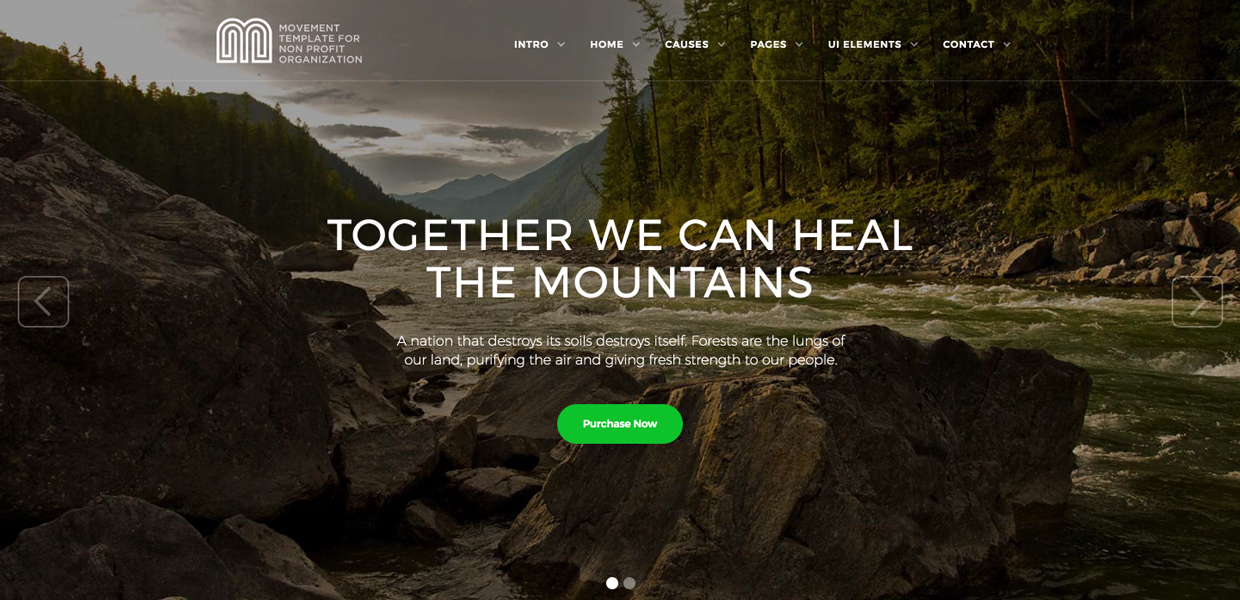 MOVEMENT
TEMPLATE FOR
NON PROFIT
ORGANIZATION
INTRO
HOME
CAUSES
PAGES
UI ELEMENTS
CONTACT
TOGETHER WE CAN HEAL
THE MOUNTAINS
A nation that destroys its soils destroys itself. Forests are the lungs of
our land, purifying the air and giving fresh strength to our people.
Purchase Now